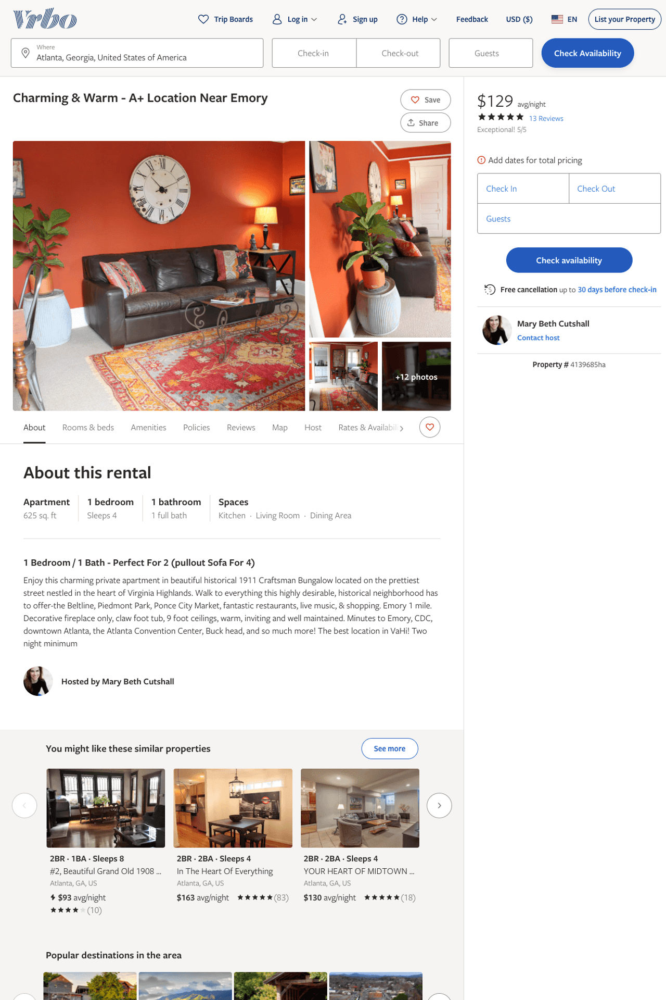 Vrbo
Trip Boards
Log in
Sign up
Help
Feedback
USD ($)
EN
List your Property
Where
Atlanta, Georgia, United States of America
Check-in
Check-out
Guests
Check Availability
Charming & Warm - A+ Location Near Emory
Save
Share
+12 photos
$129 avg/night
13 Reviews
Exceptional! 5/5
Add dates for total pricing
Check In
Check Out
Guests
Check availability
Free cancellation up to 30 days before check-in
Mary Beth Cutshall
Contact host
Property # 4139685ha
About
Rooms & beds
Amenities
Policies
Reviews
Map
Host
Rates & Availabili
About this rental
Apartment
625 sq. ft
1 bedroom
Sleeps 4
1 bathroom
1 full bath
Spaces
Kitchen · Living Room · Dining Area
1 Bedroom / 1 Bath - Perfect For 2 (pullout Sofa For 4)
Enjoy this charming private apartment in beautiful historical 1911 Craftsman Bungalow located on the prettiest
street nestled in the heart of Virginia Highlands. Walk to everything this highly desirable, historical neighborhood has
to offer-the Beltline, Piedmont Park, Ponce City Market, fantastic restaurants, live music, & shopping. Emory 1 mile.
Decorative fireplace only, claw foot tub, 9 foot ceilings, warm, inviting and well maintained. Minutes to Emory, CDC,
downtown Atlanta, the Atlanta Convention Center, Buck head, and so much more! The best location in VaHi! Two
night minimum
Hosted by Mary Beth Cutshall
You might like these similar properties
See more
2BR · 1BA · Sleeps 8
#2, Beautiful Grand Old 1908 ...
Atlanta, GA, US
$93 avg/night
(10)
2BR · 2BA · Sleeps 4
In The Heart Of Everything
Atlanta, GA, US
$163 avg/night
(83)
2BR · 2BA · Sleeps 4
YOUR HEART OF MIDTOWN ...
Atlanta, GA, US
$130 avg/night
(18)
Popular destinations in the area